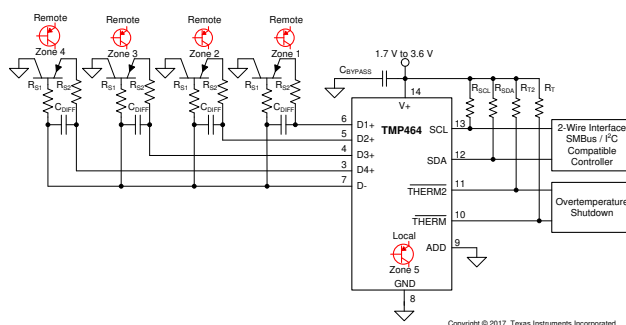 Remote
Remote
Remote
Remote
Zone 4
Zone 3
Zone 2
Zone 1
RS1
RS2
RS1
RS2
RS1
RS2
RS1
RS2
CDIFF
CDIFF
CDIFF
CDIFF
CBYPASS
1.7 V to 3.6 V
14
V+
TMP464
RSCL
RSDA
RT2
RT
6
D1+
5
D2+
4
D3+
3
D4+
7
D-
SCL
13
SDA
12
THERM2
11
THERM
10
ADD
9
Local
Zone 5
GND
8
2-Wire Interface
SMBus / I2C
Compatible
Controller
Overtemperature
Shutdown
Copyright © 2017, Texas Instruments Incorporated